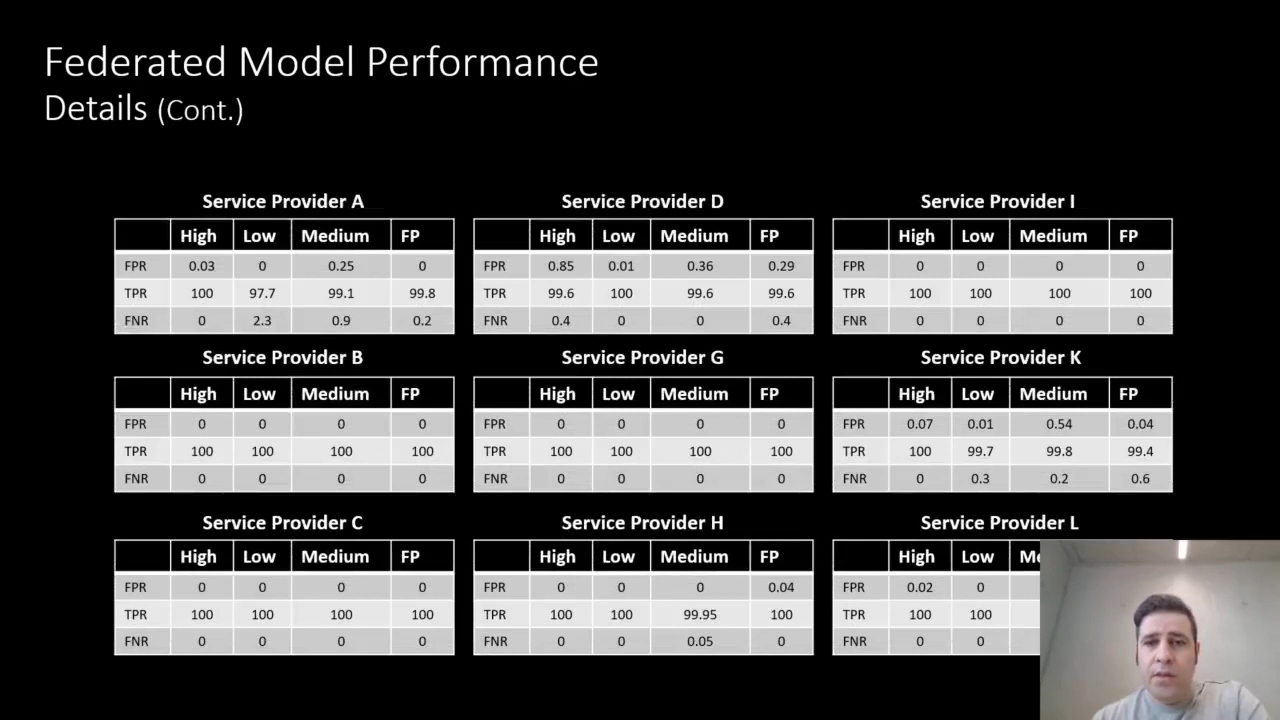 Federated Model Performance
Details (Cont.)
Service Provider A
High Low Medium FP
FPR 0.03 0 0.25 0
TPR 100 97.7 99.1 99.8
FNR 0 2.3 0.9 0.2
Service Provider D
High Low Medium FP
FPR 0.85 0.01 0.36 0.29
TPR 99.6 100 99.6 99.6
FNR 0.4 0 0 0.4
Service Provider I
High Low Medium FP
FPR 0 0 0 0
TPR 100 100 100 100
FNR 0 0 0 0
Service Provider B
High Low Medium FP
FPR 0 0 0 0
TPR 100 100 100 100
FNR 0 0 0 0
Service Provider G
High Low Medium FP
FPR 0 0 0 0
TPR 100 100 100 100
FNR 0 0 0 0
Service Provider K
High Low Medium FP
FPR 0.07 0.01 0.54 0.04
TPR 100 99.7 99.8 99.4
FNR 0 0.3 0.2 0.6
Service Provider C
High Low Medium FP
FPR 0 0 0 0
TPR 100 100 100 100
FNR 0 0 0 0
Service Provider H
High Low Medium FP
FPR 0 0 0 0.04
TPR 100 100 99.95 100
FNR 0 0 0.05 0
Service Provider L
High Low
FPR 0.02 0
TPR 100 100
FNR 0 0